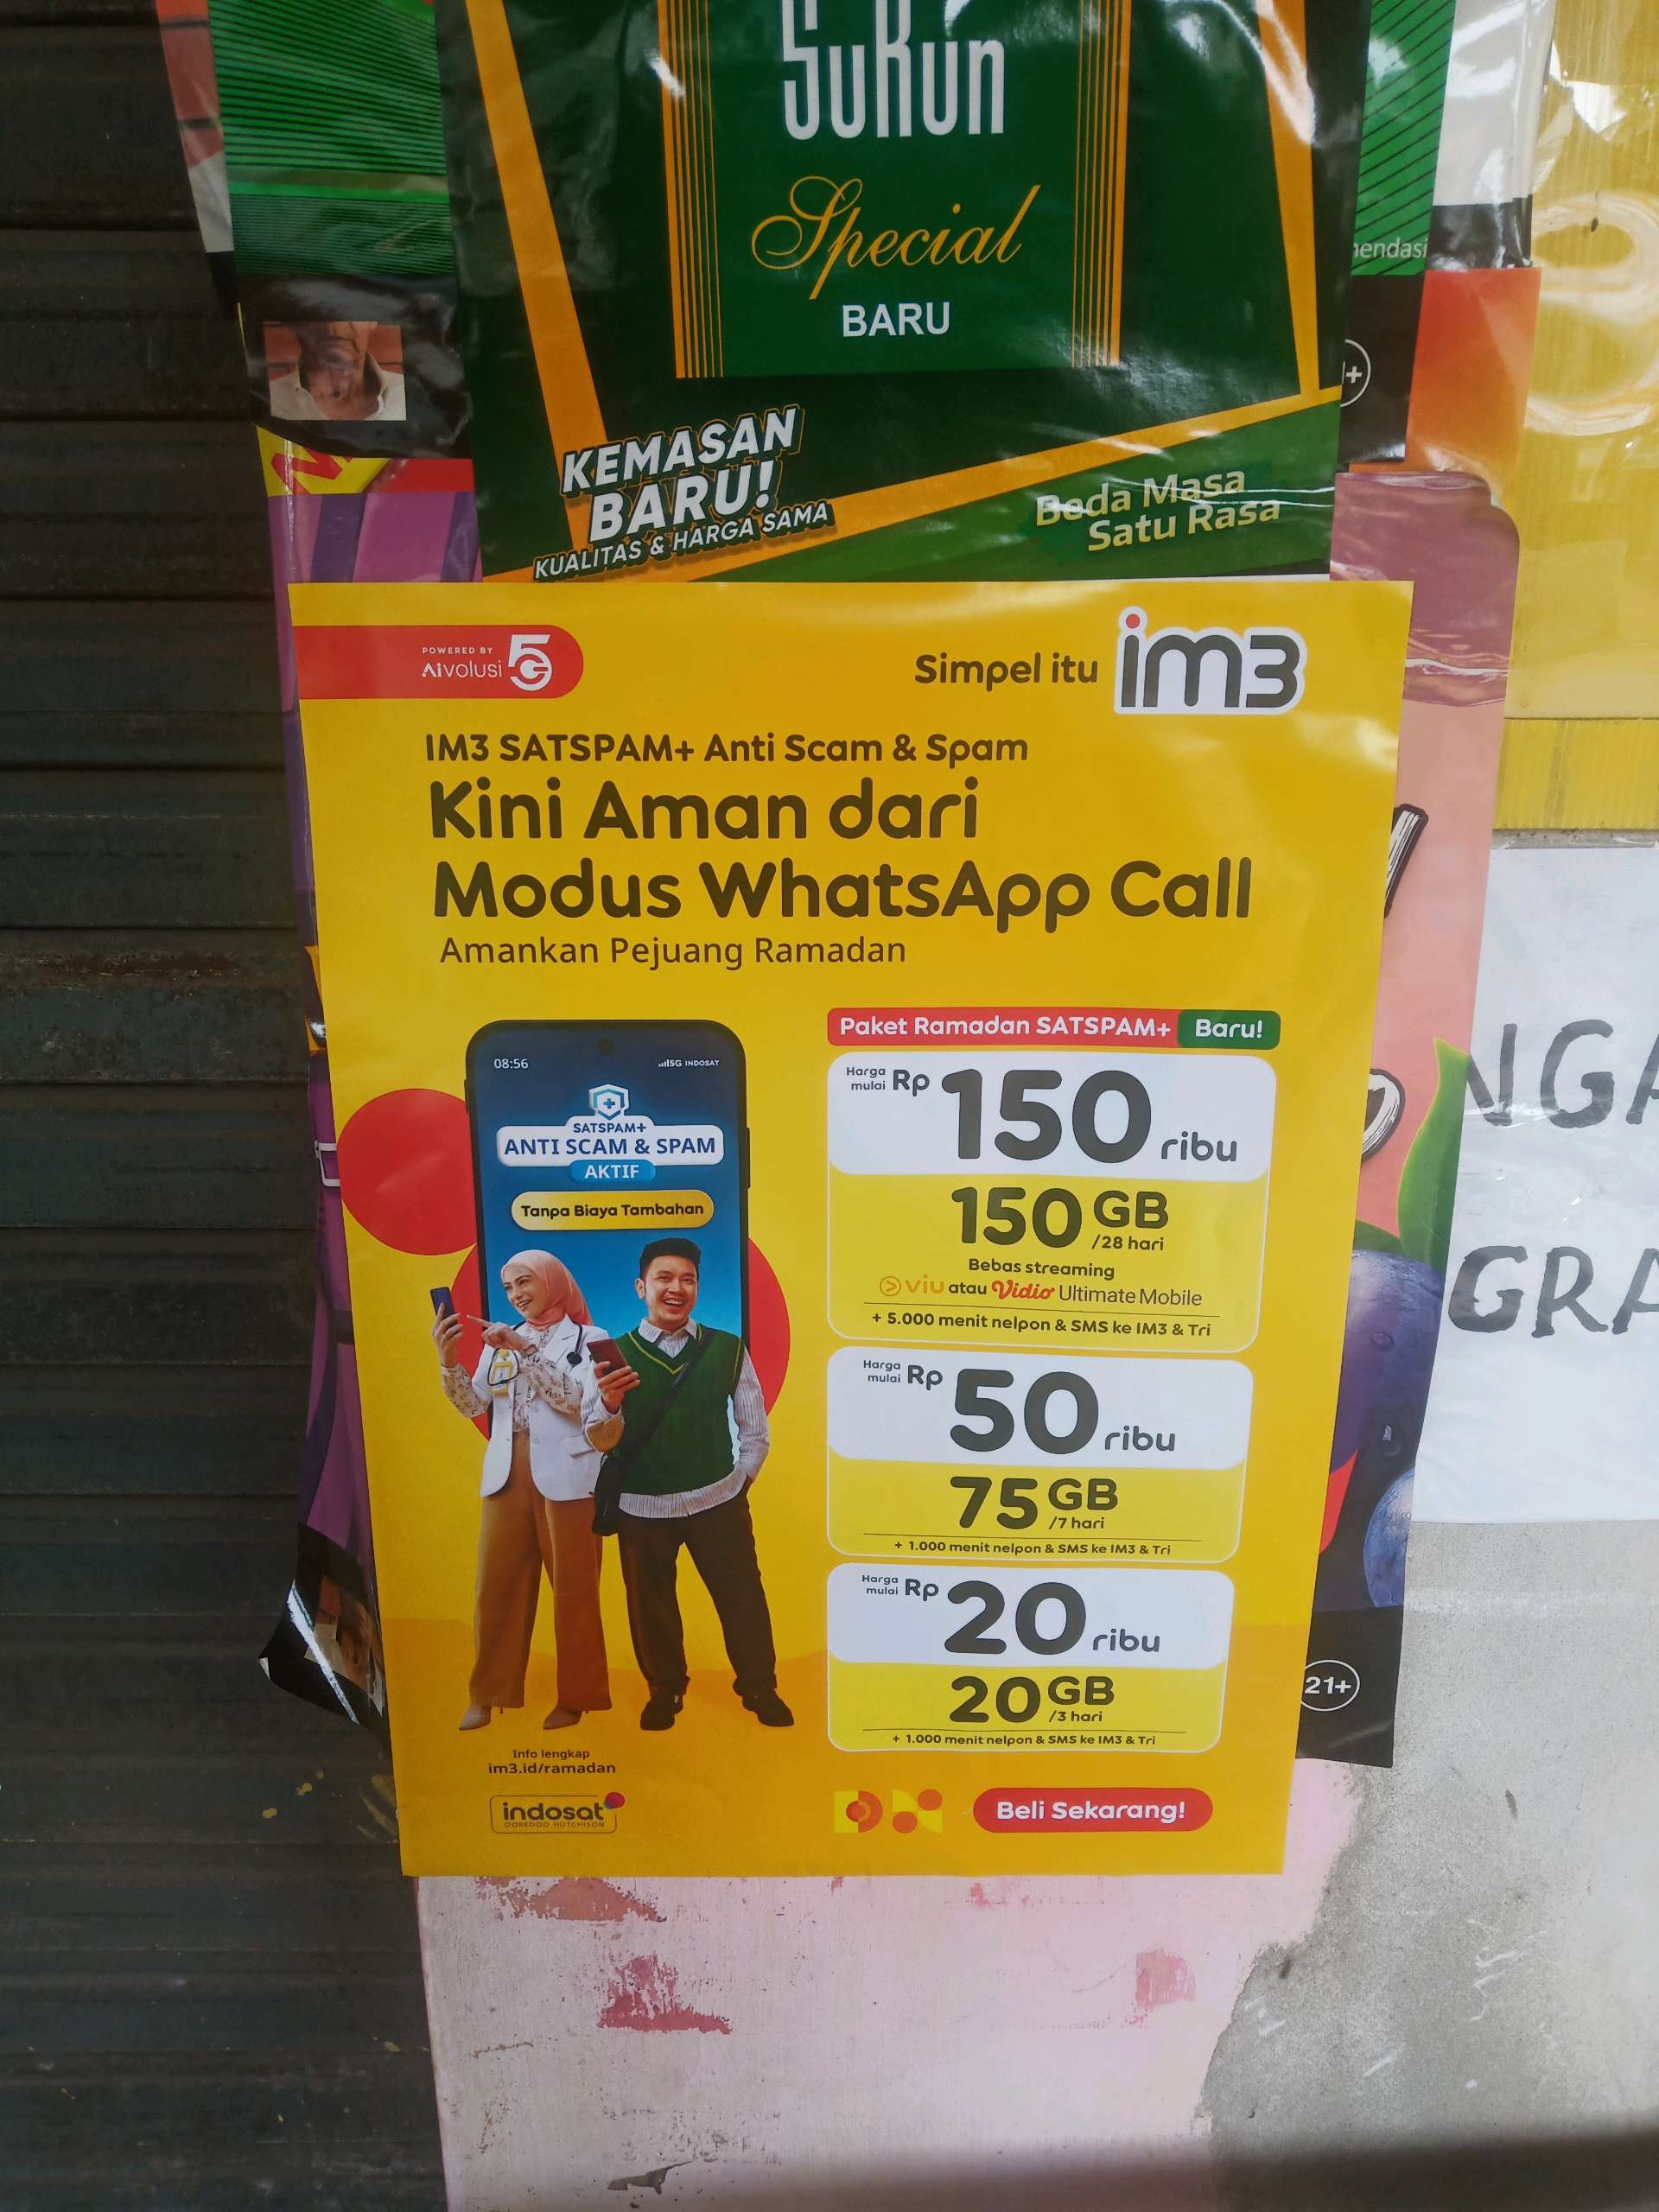 SuKun
Special
BARU
KEMASAN
BARU!
KUALITAS & HARGA SAMA
Beda Masa
Satu Rasa
POWERED BY
AIvolusi 5G
Simpel itu im3
IM3 SATSPAM+ Anti Scam & Spam
Kini Aman dari
Modus WhatsApp Call
Amankan Pejuang Ramadan
08:56
5G INDOSAT
SATSPAM+
ANTI SCAM & SPAM
AKTIF
Tanpa Biaya Tambahan
Paket Ramadan SATSPAM+ Baru!
Harga mulai Rp 150 ribu
150 GB
/28 hari
Bebas streaming
viu atau Vidio Ultimate Mobile
+ 5.000 menit nelpon & SMS ke IM3 & Tri
Harga mulai Rp 50 ribu
75 GB
/7 hari
+ 1.000 menit nelpon & SMS ke IM3 & Tri
Harga mulai Rp 20 ribu
20 GB
/3 hari
+ 1.000 menit nelpon & SMS ke IM3 & Tri
Info lengkap
im3.id/ramadan
indosat
OOREDOO HUTCHISON
Beli Sekarang!
21+